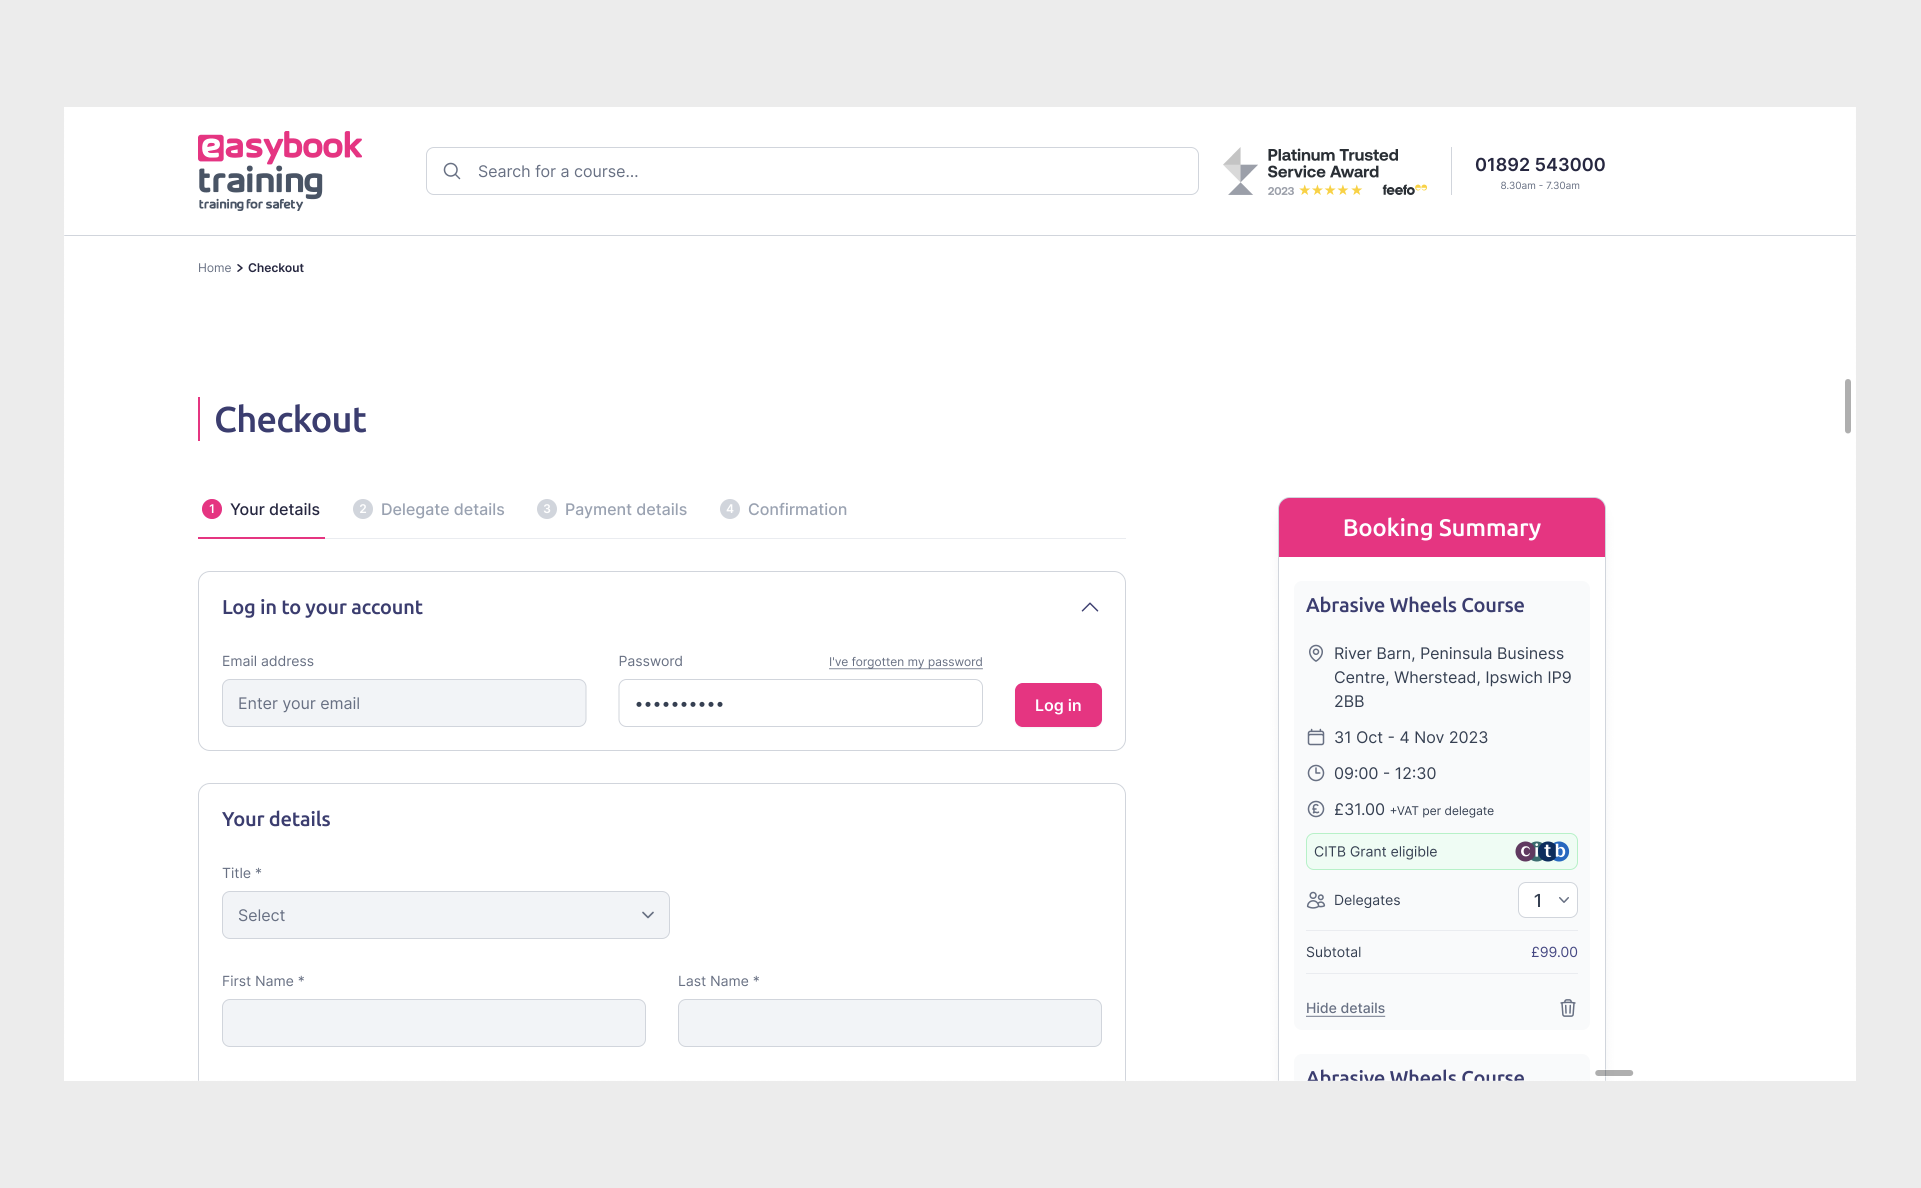 easybook
training
training for safety
Search for a course...
Platinum Trusted
Service Award
2023
feefo
01892 543000
8.30am - 7.30am
Home > Checkout
Checkout
1 Your details
2 Delegate details
3 Payment details
4 Confirmation
Log in to your account
Email address
Enter your email
Password
I've forgotten my password
••••••••••
Log in
Your details
Title *
Select
First Name *
Last Name *
Booking Summary
Abrasive Wheels Course
River Barn, Peninsula Business
Centre, Wherstead, Ipswich IP9
2BB
31 Oct - 4 Nov 2023
09:00 - 12:30
£31.00 +VAT per delegate
CITB Grant eligible
citb
Delegates
1
Subtotal
£99.00
Hide details
Abrasive Wheels Course